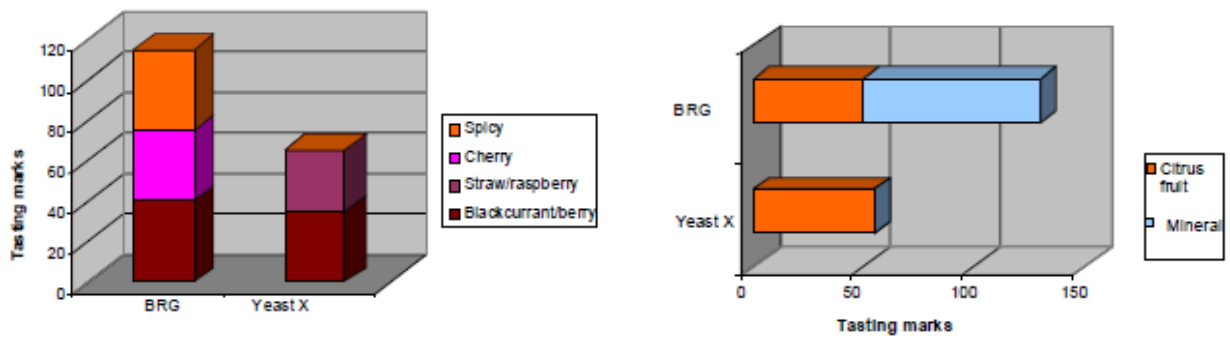 120
100
80
60
40
20
0
Tasting marks
BRG
Yeast X
Spicy
Cherry
Straw/raspberry
Blackcurrant/berry
BRG
Yeast X
0
50
100
150
Tasting marks
Citrus
fruit
Mineral